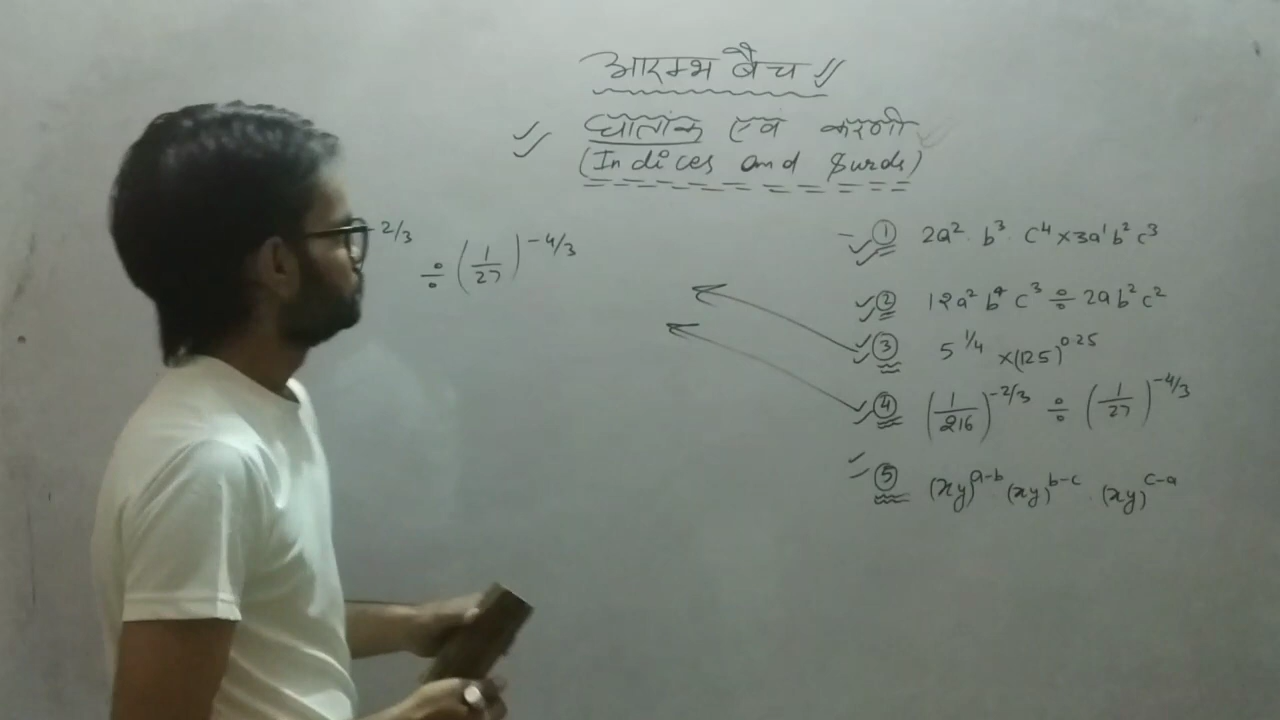 आरम्भ बैच //
घातांक एवं करणी
(Indices and Surds)
-2/3 ÷ (1/27)^-4/3
① 2a² · b³ · c⁴ × 3a¹ b² c³
② 12a² b⁴ c³ ÷ 2a b² c²
③ 5^1/4 × (125)^0.25
④ (1/216)^-2/3 ÷ (1/27)^-4/3
⑤ (xy)^a-b · (xy)^b-c · (xy)^c-a